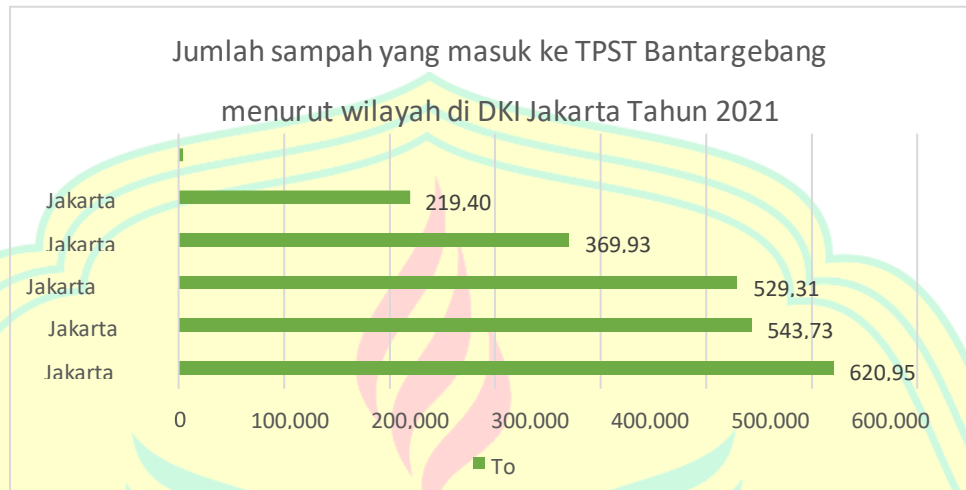 Jumlah sampah yang masuk ke TPST Bantargebang
menurut wilayah di DKI Jakarta Tahun 2021
Jakarta 219,40
Jakarta 369,93
Jakarta 529,31
Jakarta 543,73
Jakarta 620,95
0 100,000 200,000 300,000 400,000 500,000 600,000
To